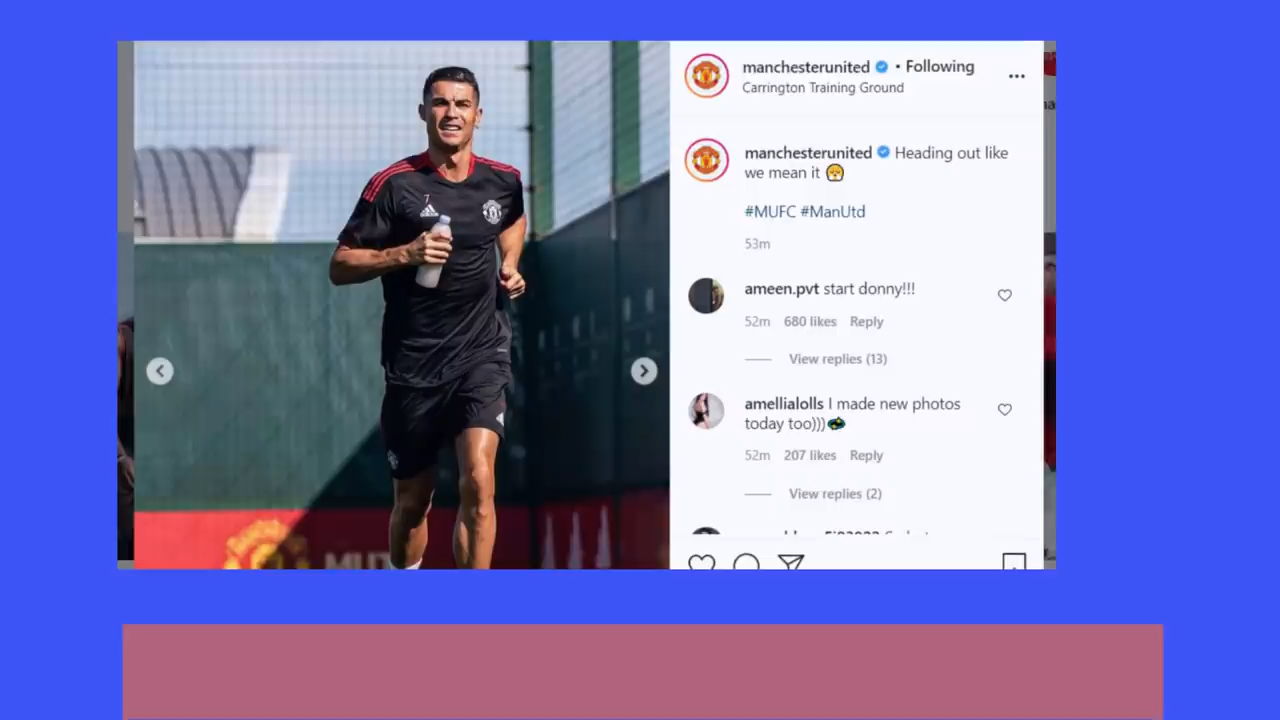 manchesterunited • Following
Carrington Training Ground
manchesterunited Heading out like
we mean it
#MUFC #ManUtd
53m
ameen.pvt start donny!!!
52m 680 likes Reply
View replies (13)
amellialolls I made new photos
today too)))
52m 207 likes Reply
View replies (2)
7